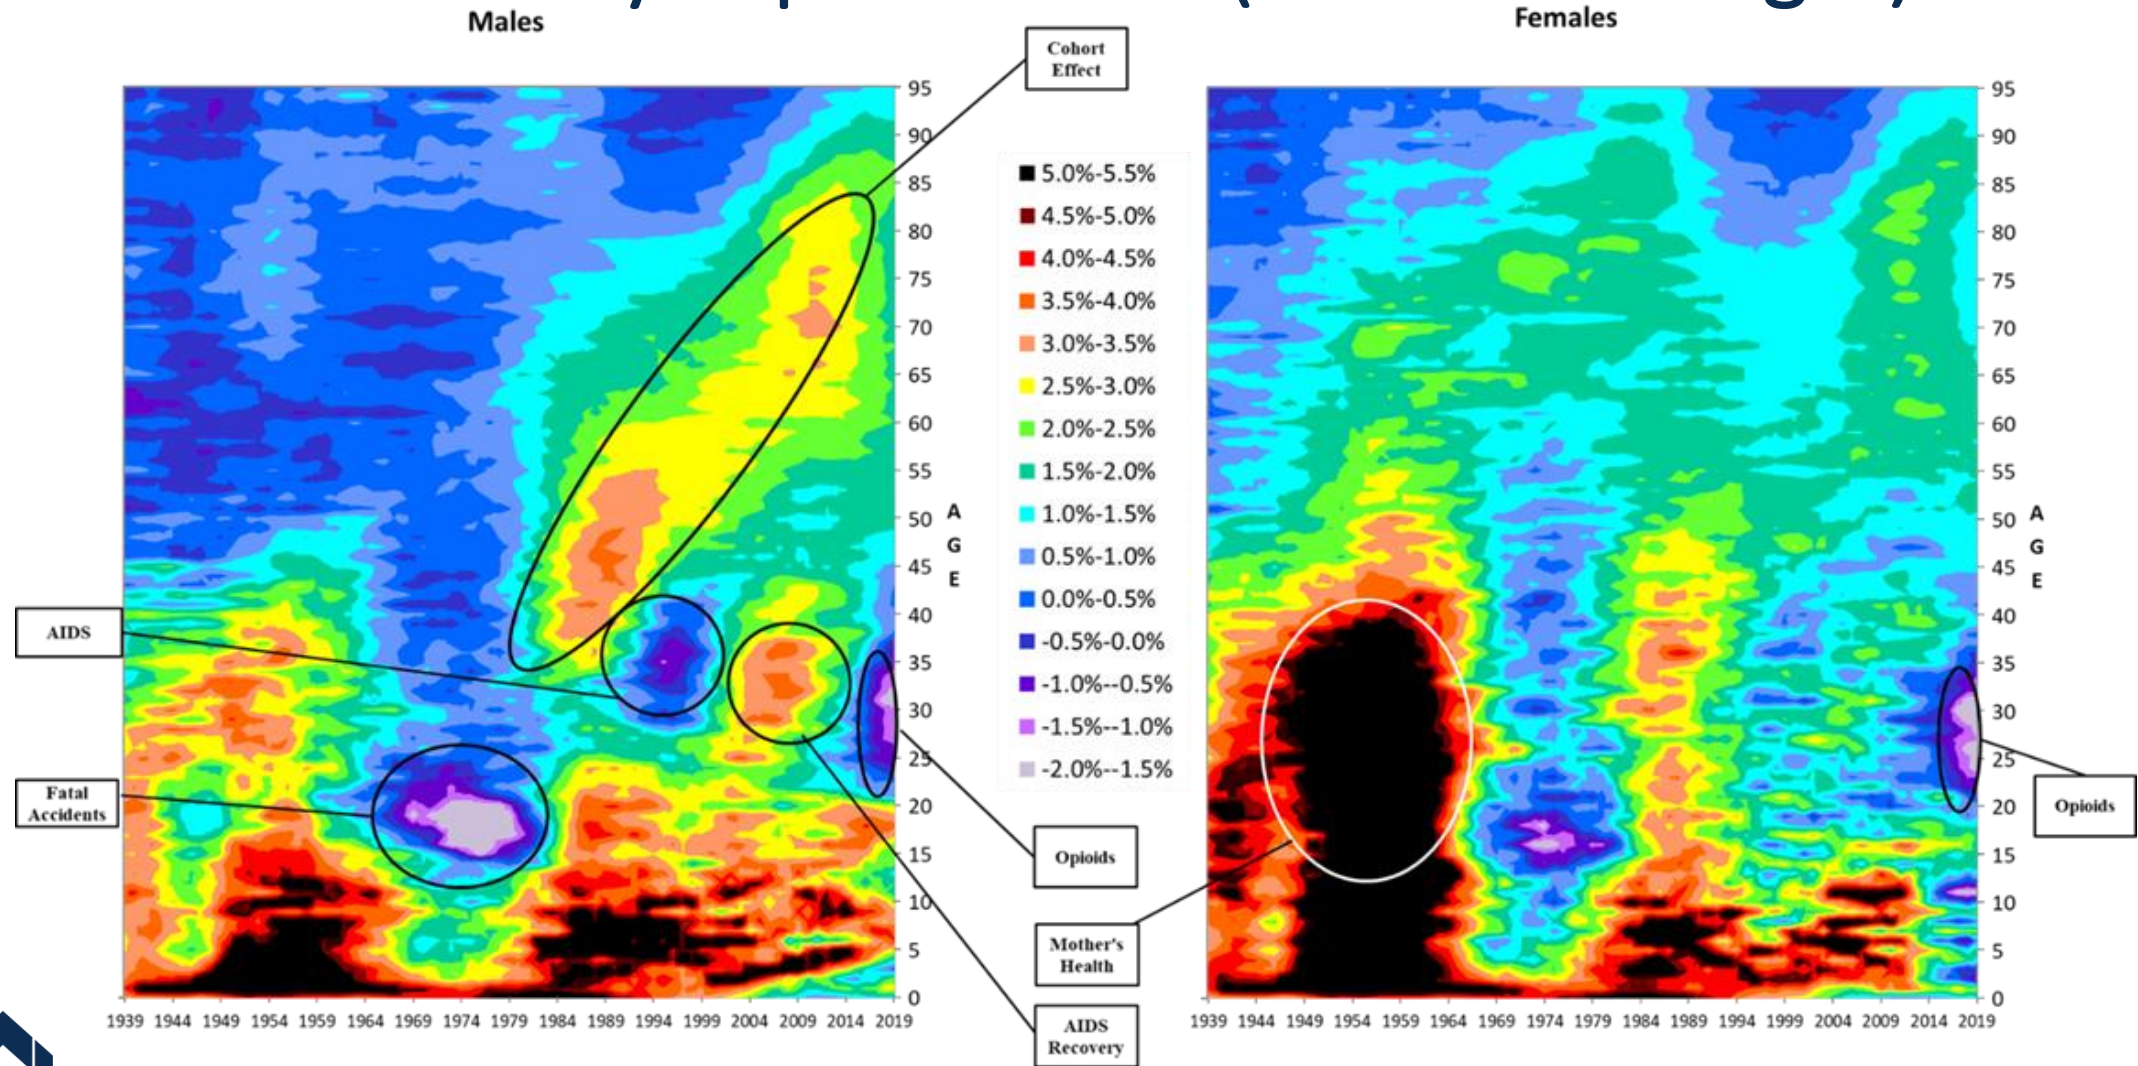 Males
Females
Cohort
Effect
5.0%-5.5%
4.5%-5.0%
4.0%-4.5%
3.5%-4.0%
3.0%-3.5%
2.5%-3.0%
2.0%-2.5%
1.5%-2.0%
1.0%-1.5%
0.5%-1.0%
0.0%-0.5%
-0.5%-0.0%
-1.0%--0.5%
-1.5%--1.0%
-2.0%--1.5%
95
90
85
80
75
70
65
60
55
50
45
40
35
30
25
20
15
10
5
0
A
G
E
AIDS
Fatal
Accidents
Opioids
Mother's
Health
AIDS
Recovery
1939 1944 1949 1954 1959 1964 1969 1974 1979 1984 1989 1994 1999 2004 2009 2014 2019
95
90
85
80
75
70
65
60
55
50
45
40
35
30
25
20
15
10
5
0
A
G
E
Opioids
1939 1944 1949 1954 1959 1964 1969 1974 1979 1984 1989 1994 1999 2004 2009 2014 2019